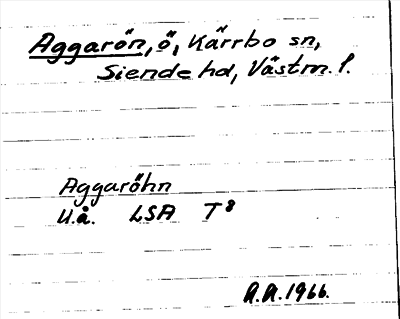 Aggarön, ö, Kärrbo sn,
Siende hd, Västm. l.
Aggaröhn
U.å. LSA T8
A.A. 1966.